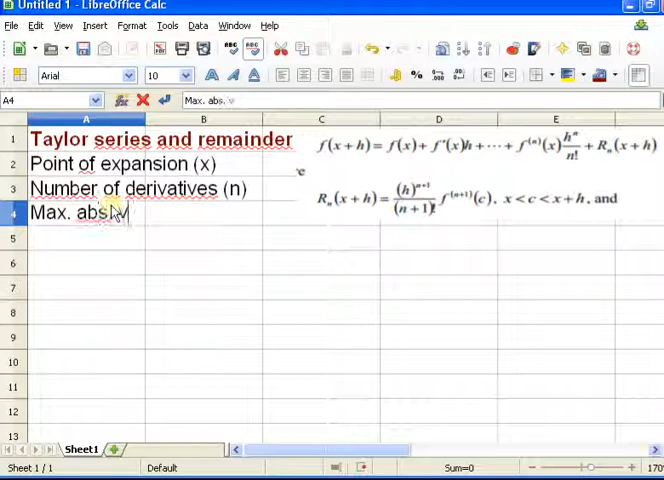 Untitled 1 - LibreOffice Calc
File Edit View Insert Format Tools Data Window Help
Arial 10
A4 Max. abs. v
A B C D E
1 Taylor series and remainder
f(x+h) = f(x) + f'(x)h + ⋯ + f^(n)(x) h^n/n! + R_n(x+h)
2 Point of expansion (x)
3 Number of derivatives (n)
R_n(x+h) = (h)^(n+1)/(n+1)! f^(n+1)(c), x < c < x+h, and
4 Max. abs. v
5
6
7
8
9
10
11
12
13
Sheet1
Sheet 1 / 1 Default Sum=0 170